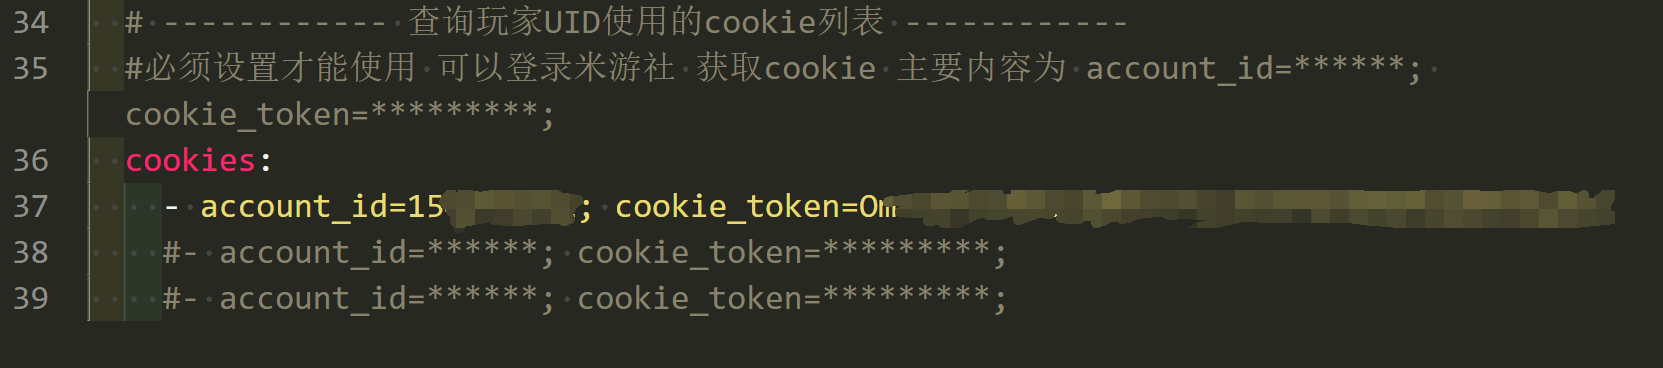 34 # ------------ 查询玩家UID使用的cookie列表 ------------
35 #必须设置才能使用 可以登录米游社 获取cookie 主要内容为 account_id=******;
cookie_token=*********;
36 cookies:
37 - account_id=15 ; cookie_token=Om
38 #- account_id=******; cookie_token=*********;
39 #- account_id=******; cookie_token=*********;